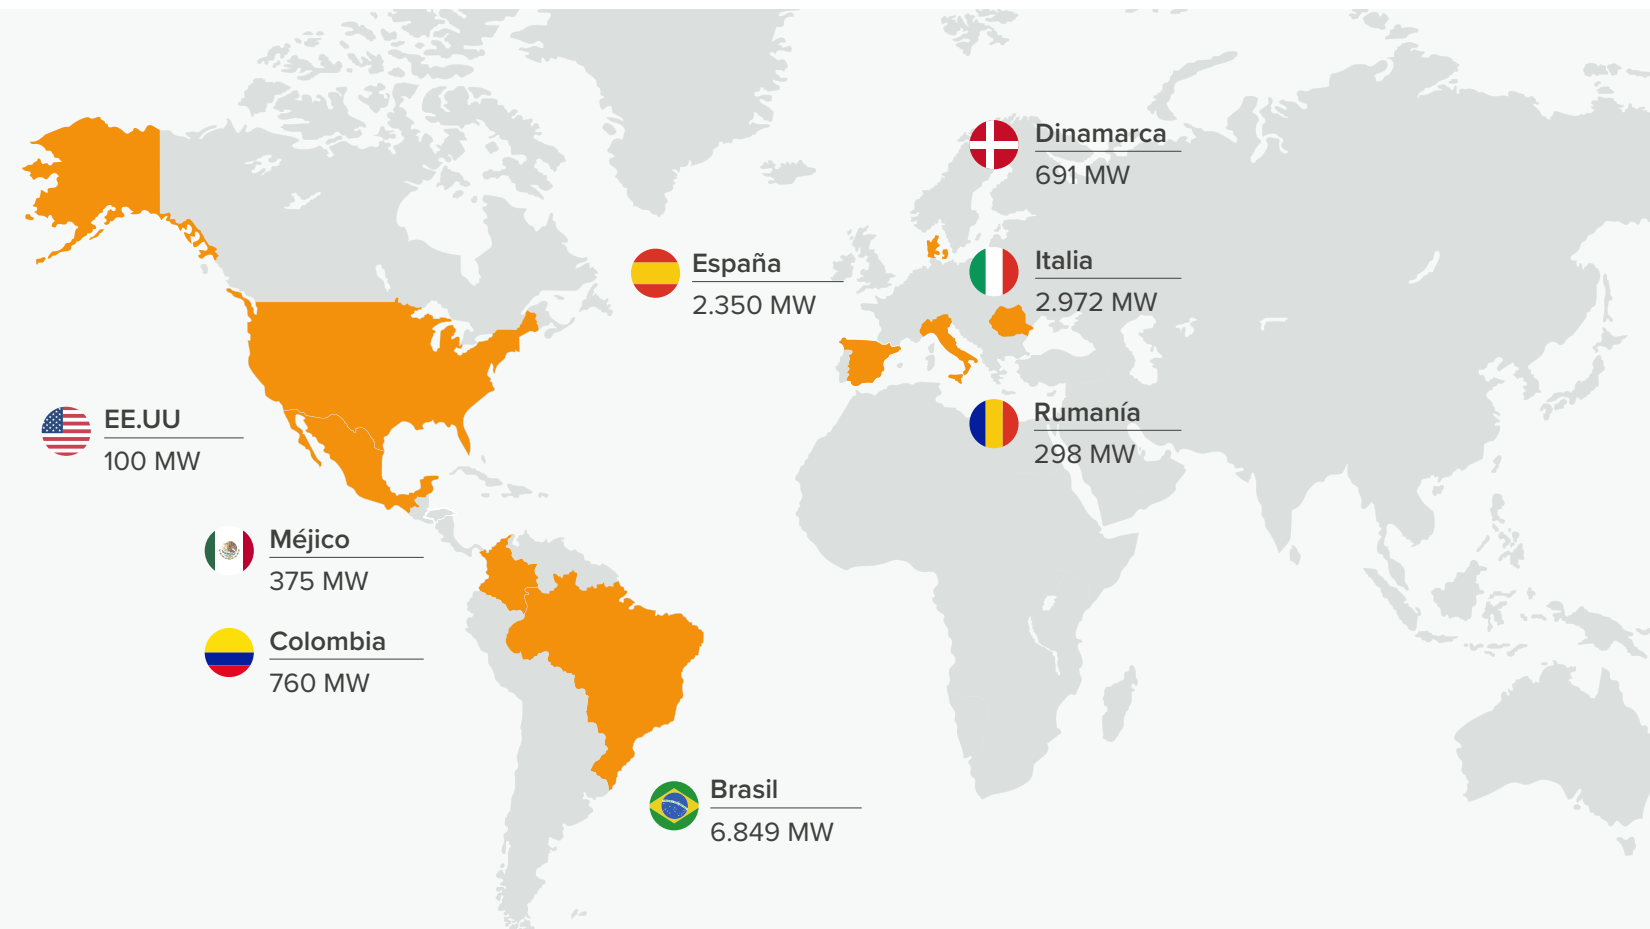 Dinamarca
691 MW
España
2.350 MW
Italia
2.972 MW
EE.UU
100 MW
Rumanía
298 MW
Méjico
375 MW
Colombia
760 MW
Brasil
6.849 MW